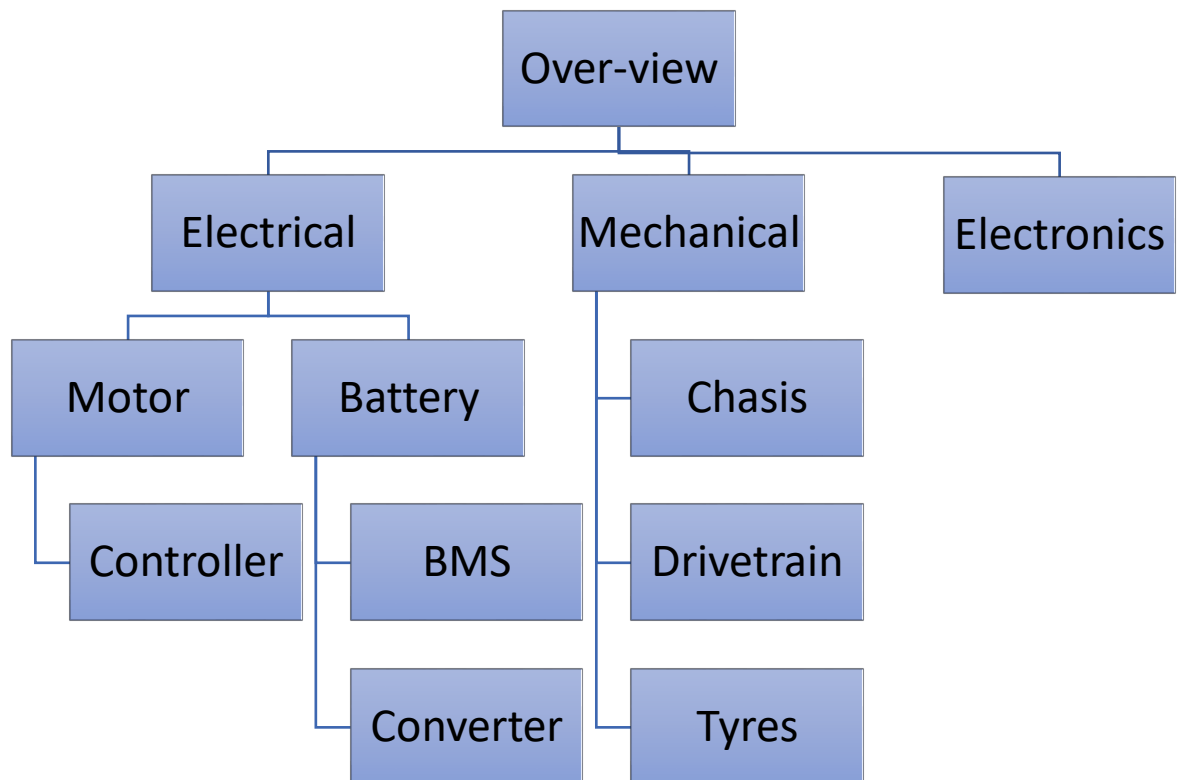 Over-view
Electrical
Mechanical
Electronics
Motor
Battery
Chasis
Controller
BMS
Drivetrain
Converter
Tyres